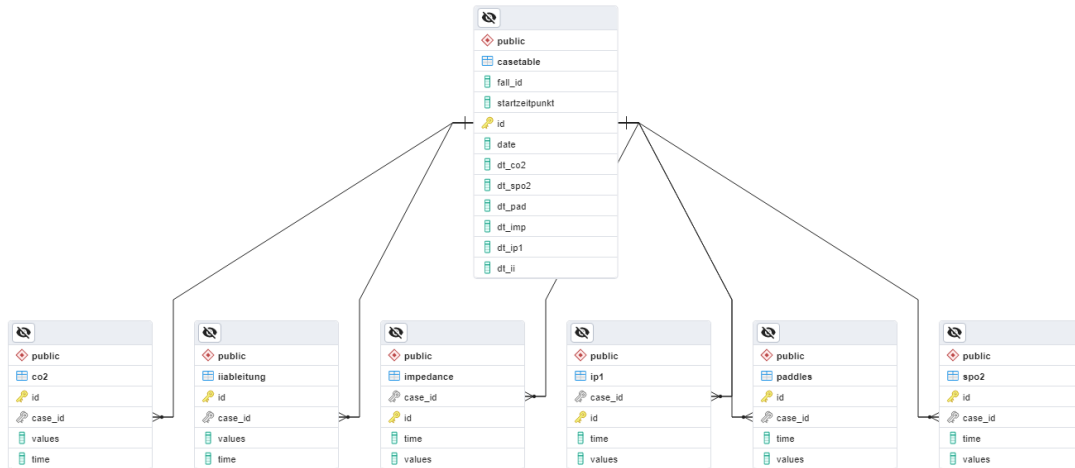 public
casetable
fall_id
startzeitpunkt
id
date
dt_co2
dt_spo2
dt_pad
dt_imp
dt_ip1
dt_ii
public
co2
id
case_id
values
time
public
iiableitung
id
case_id
values
time
public
impedance
case_id
id
time
values
public
ip1
case_id
id
time
values
public
paddles
id
case_id
time
values
public
spo2
id
case_id
time
values